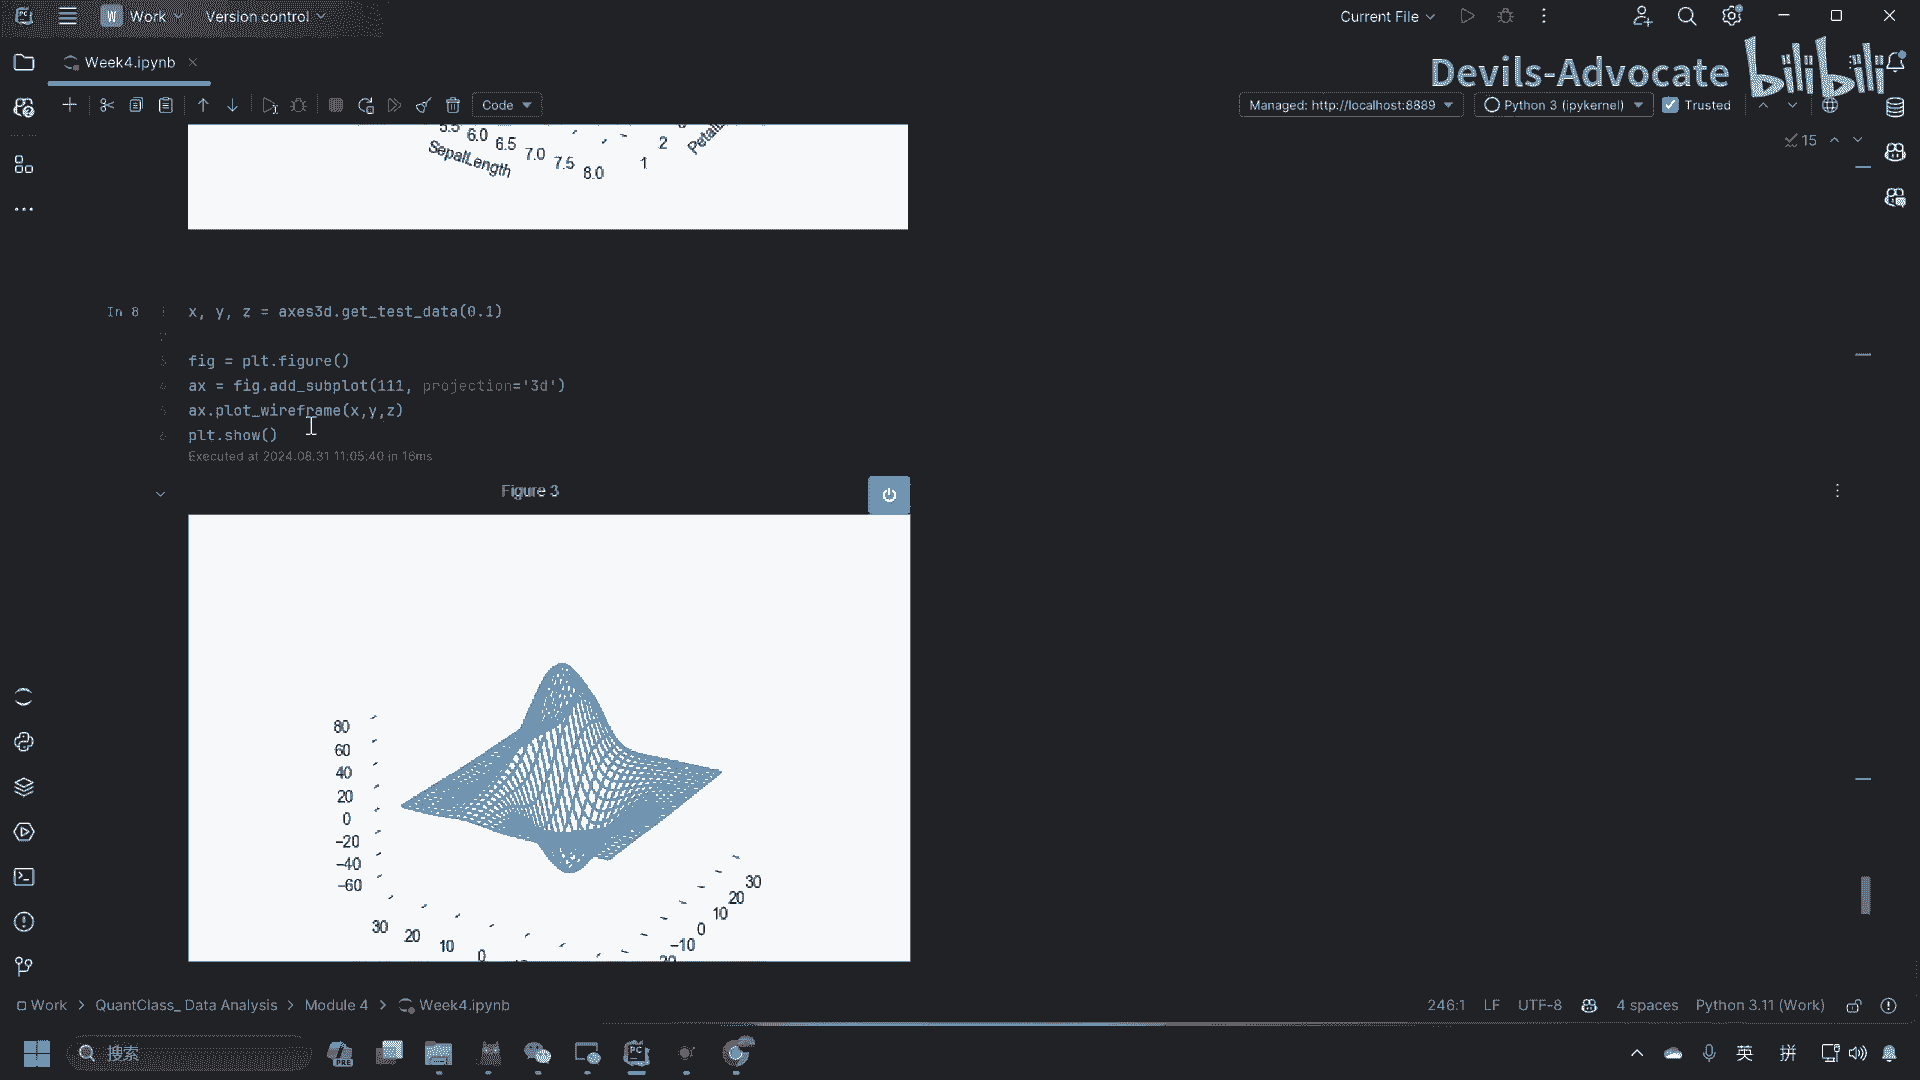 W Work Version control Current File
Week4.ipynb
Devils-Advocate bilibili
Code Managed: http://localhost:8889 Python 3 (ipykernel) Trusted
15
5.5 6.0 6.5 7.0 7.5 8.0 1 2
SepalLength
In 8
x, y, z = axes3d.get_test_data(0.1)
fig = plt.figure()
ax = fig.add_subplot(111, projection='3d')
ax.plot_wireframe(x,y,z)
plt.show()
Executed at 2024.08.31 11:05:40 in 16ms
Figure 3
80
60
40
20
0
−20
−40
−60
30 20 10 0
−10 0 10 20 30
Work > QuantClass_ Data Analysis > Module 4 > Week4.ipynb 246:1 LF UTF-8 4 spaces Python 3.11 (Work)
搜索 PRE PC 英 拼